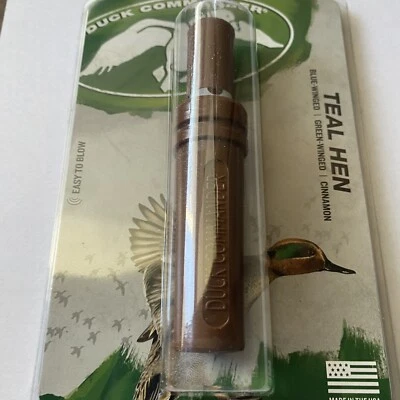 DUCK COMMANDER®
TEAL HEN
BLUE-WINGED | GREEN-WINGED | CINNAMON
EASY TO BLOW
DUCK COMMANDER
MADE IN THE USA